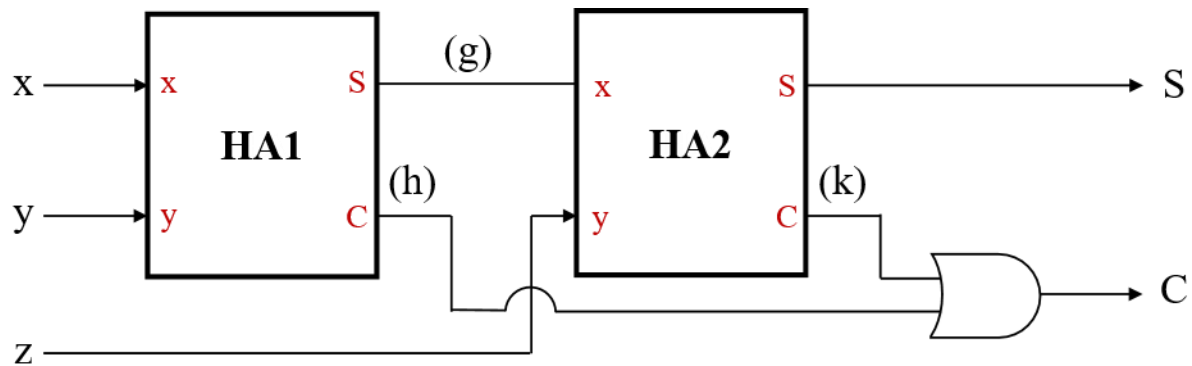 (g)
x x S x S S
HA1 HA2
(h) (k)
y y C y C
C
z